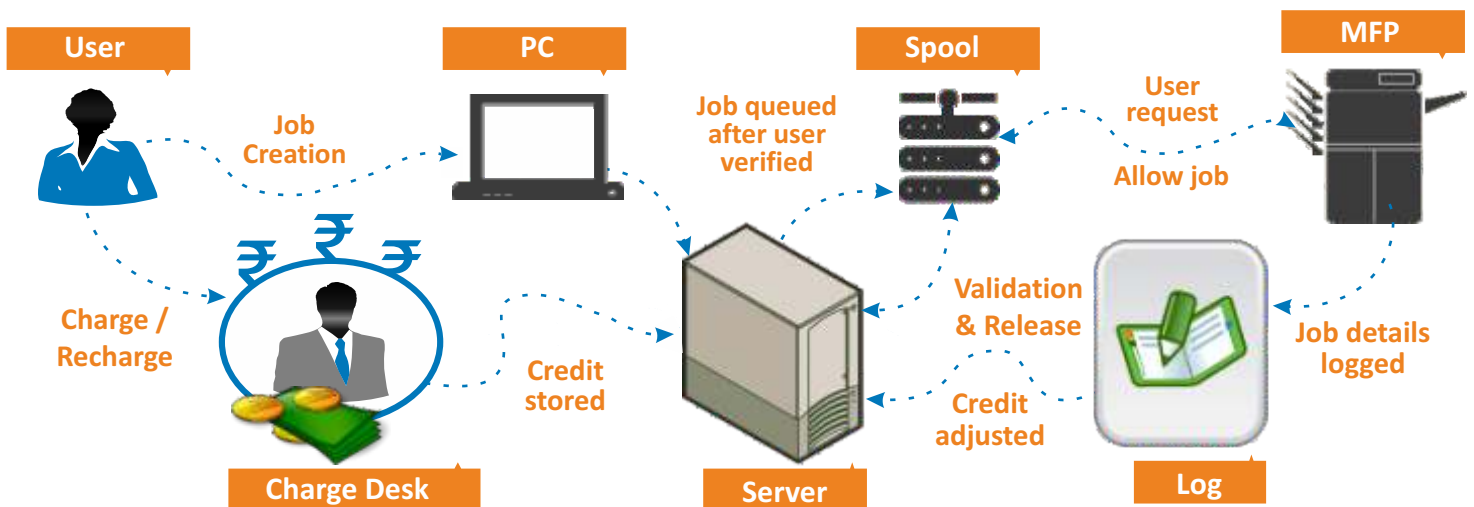 User
PC
Spool
MFP
Job
Creation
Job queued
after user
verified
User
request
Allow job
₹ ₹ ₹
Charge /
Recharge
Credit
stored
Validation
& Release
Credit
adjusted
Job details
logged
Charge Desk
Server
Log